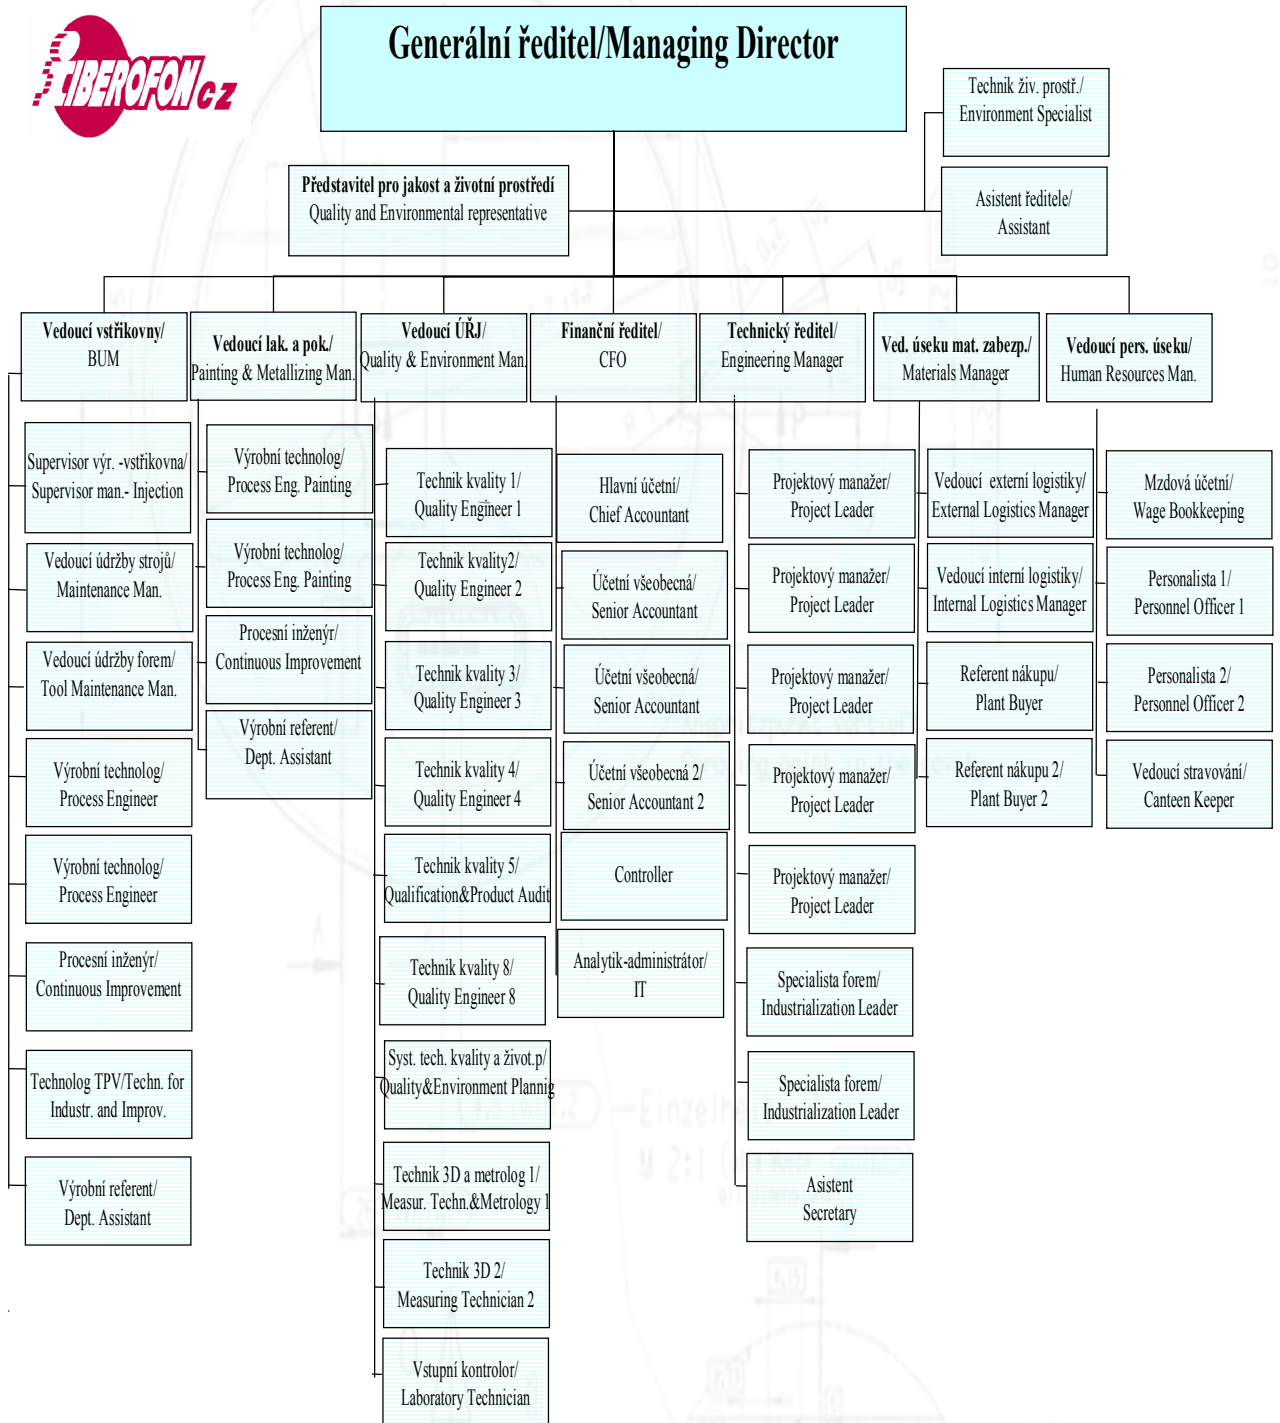 IBEROFON CZ
Generální ředitel/Managing Director
Technik živ. prostř./
Environment Specialist
Představitel pro jakost a životní prostředí
Quality and Environmental representative
Asistent ředitele/
Assistant
Vedoucí vstřikovny/
BUM
Supervisor výr. -vstřikovna/
Supervisor man.- Injection
Vedoucí údržby strojů/
Maintenance Man.
Vedoucí údržby forem/
Tool Maintenance Man.
Výrobní technolog/
Process Engineer
Výrobní technolog/
Process Engineer
Procesní inženýr/
Continuous Improvement
Technolog TPV/Techn. for
Industr. and Improv.
Výrobní referent/
Dept. Assistant
Vedoucí lak. a pok./
Painting & Metallizing Man.
Výrobní technolog/
Process Eng. Painting
Výrobní technolog/
Process Eng. Painting
Procesní inženýr/
Continuous Improvement
Výrobní referent/
Dept. Assistant
Vedoucí ÚŘJ/
Quality & Environment Man.
Technik kvality 1/
Quality Engineer 1
Technik kvality2/
Quality Engineer 2
Technik kvality 3/
Quality Engineer 3
Technik kvality 4/
Quality Engineer 4
Technik kvality 5/
Qualification&Product Audit
Technik kvality 8/
Quality Engineer 8
Syst. tech. kvality a život.p/
Quality&Environment Plannig
Technik 3D a metrolog 1/
Measur. Techn.&Metrology 1
Technik 3D 2/
Measuring Technician 2
Vstupní kontrolor/
Laboratory Technician
Finanční ředitel/
CFO
Hlavní účetní/
Chief Accountant
Účetní všeobecná/
Senior Accountant
Účetní všeobecná/
Senior Accountant
Účetní všeobecná 2/
Senior Accountant 2
Controller
Analytik-administrátor/
IT
Technický ředitel/
Engineering Manager
Projektový manažer/
Project Leader
Projektový manažer/
Project Leader
Projektový manažer/
Project Leader
Projektový manažer/
Project Leader
Projektový manažer/
Project Leader
Specialista forem/
Industrialization Leader
Specialista forem/
Industrialization Leader
Asistent
Secretary
Ved. úseku mat. zabezp./
Materials Manager
Vedoucí externí logistiky/
External Logistics Manager
Vedoucí interní logistiky/
Internal Logistics Manager
Referent nákupu/
Plant Buyer
Referent nákupu 2/
Plant Buyer 2
Vedoucí pers. úseku/
Human Resources Man.
Mzdová účetní/
Wage Bookkeeping
Personalista 1/
Personnel Officer 1
Personalista 2/
Personnel Officer 2
Vedoucí stravování/
Canteen Keeper